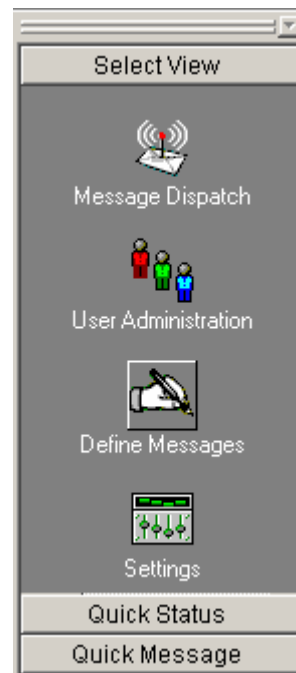 Select View
Message Dispatch
User Administration
Define Messages
Settings
Quick Status
Quick Message